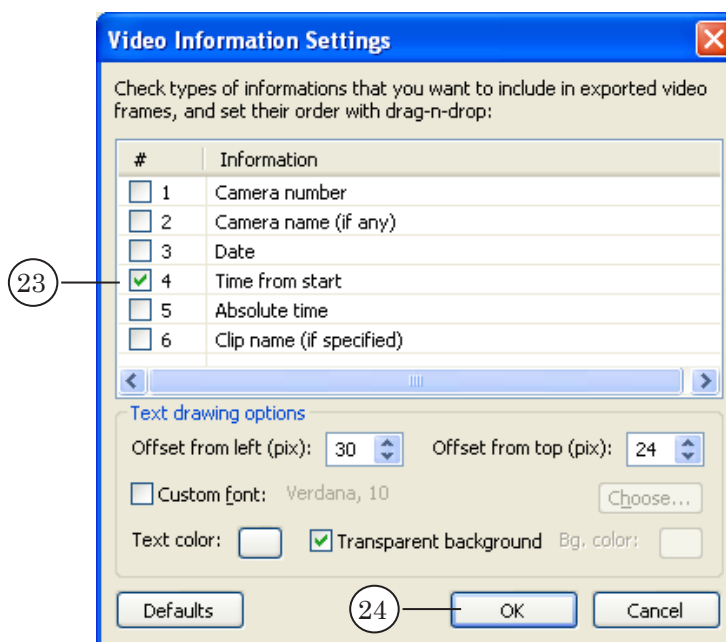 Video Information Settings
Check types of informations that you want to include in exported video
frames, and set their order with drag-n-drop:
# Information
1 Camera number
2 Camera name (if any)
3 Date
23 4 Time from start
5 Absolute time
6 Clip name (if specified)
Text drawing options
Offset from left (pix): 30 Offset from top (pix): 24
Custom font: Verdana, 10 Choose...
Text color: Transparent background Bg. color:
Defaults 24 OK Cancel